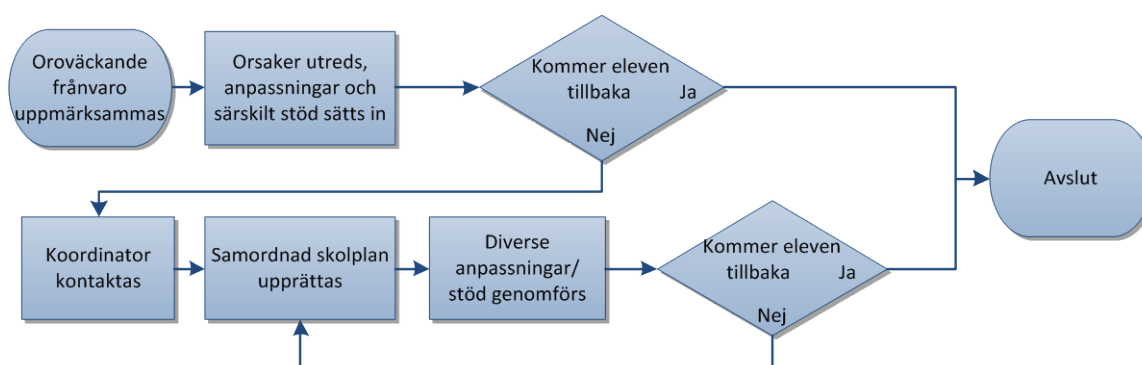 Oroväckande
frånvaro
uppmärksammas
Orsaker utreds,
anpassningar och
särskilt stöd sätts in
Kommer eleven
tillbaka
Ja
Nej
Avslut
Koordinator
kontaktas
Samordnad skolplan
upprättas
Diverse
anpassningar/
stöd genomförs
Kommer eleven
tillbaka
Ja
Nej